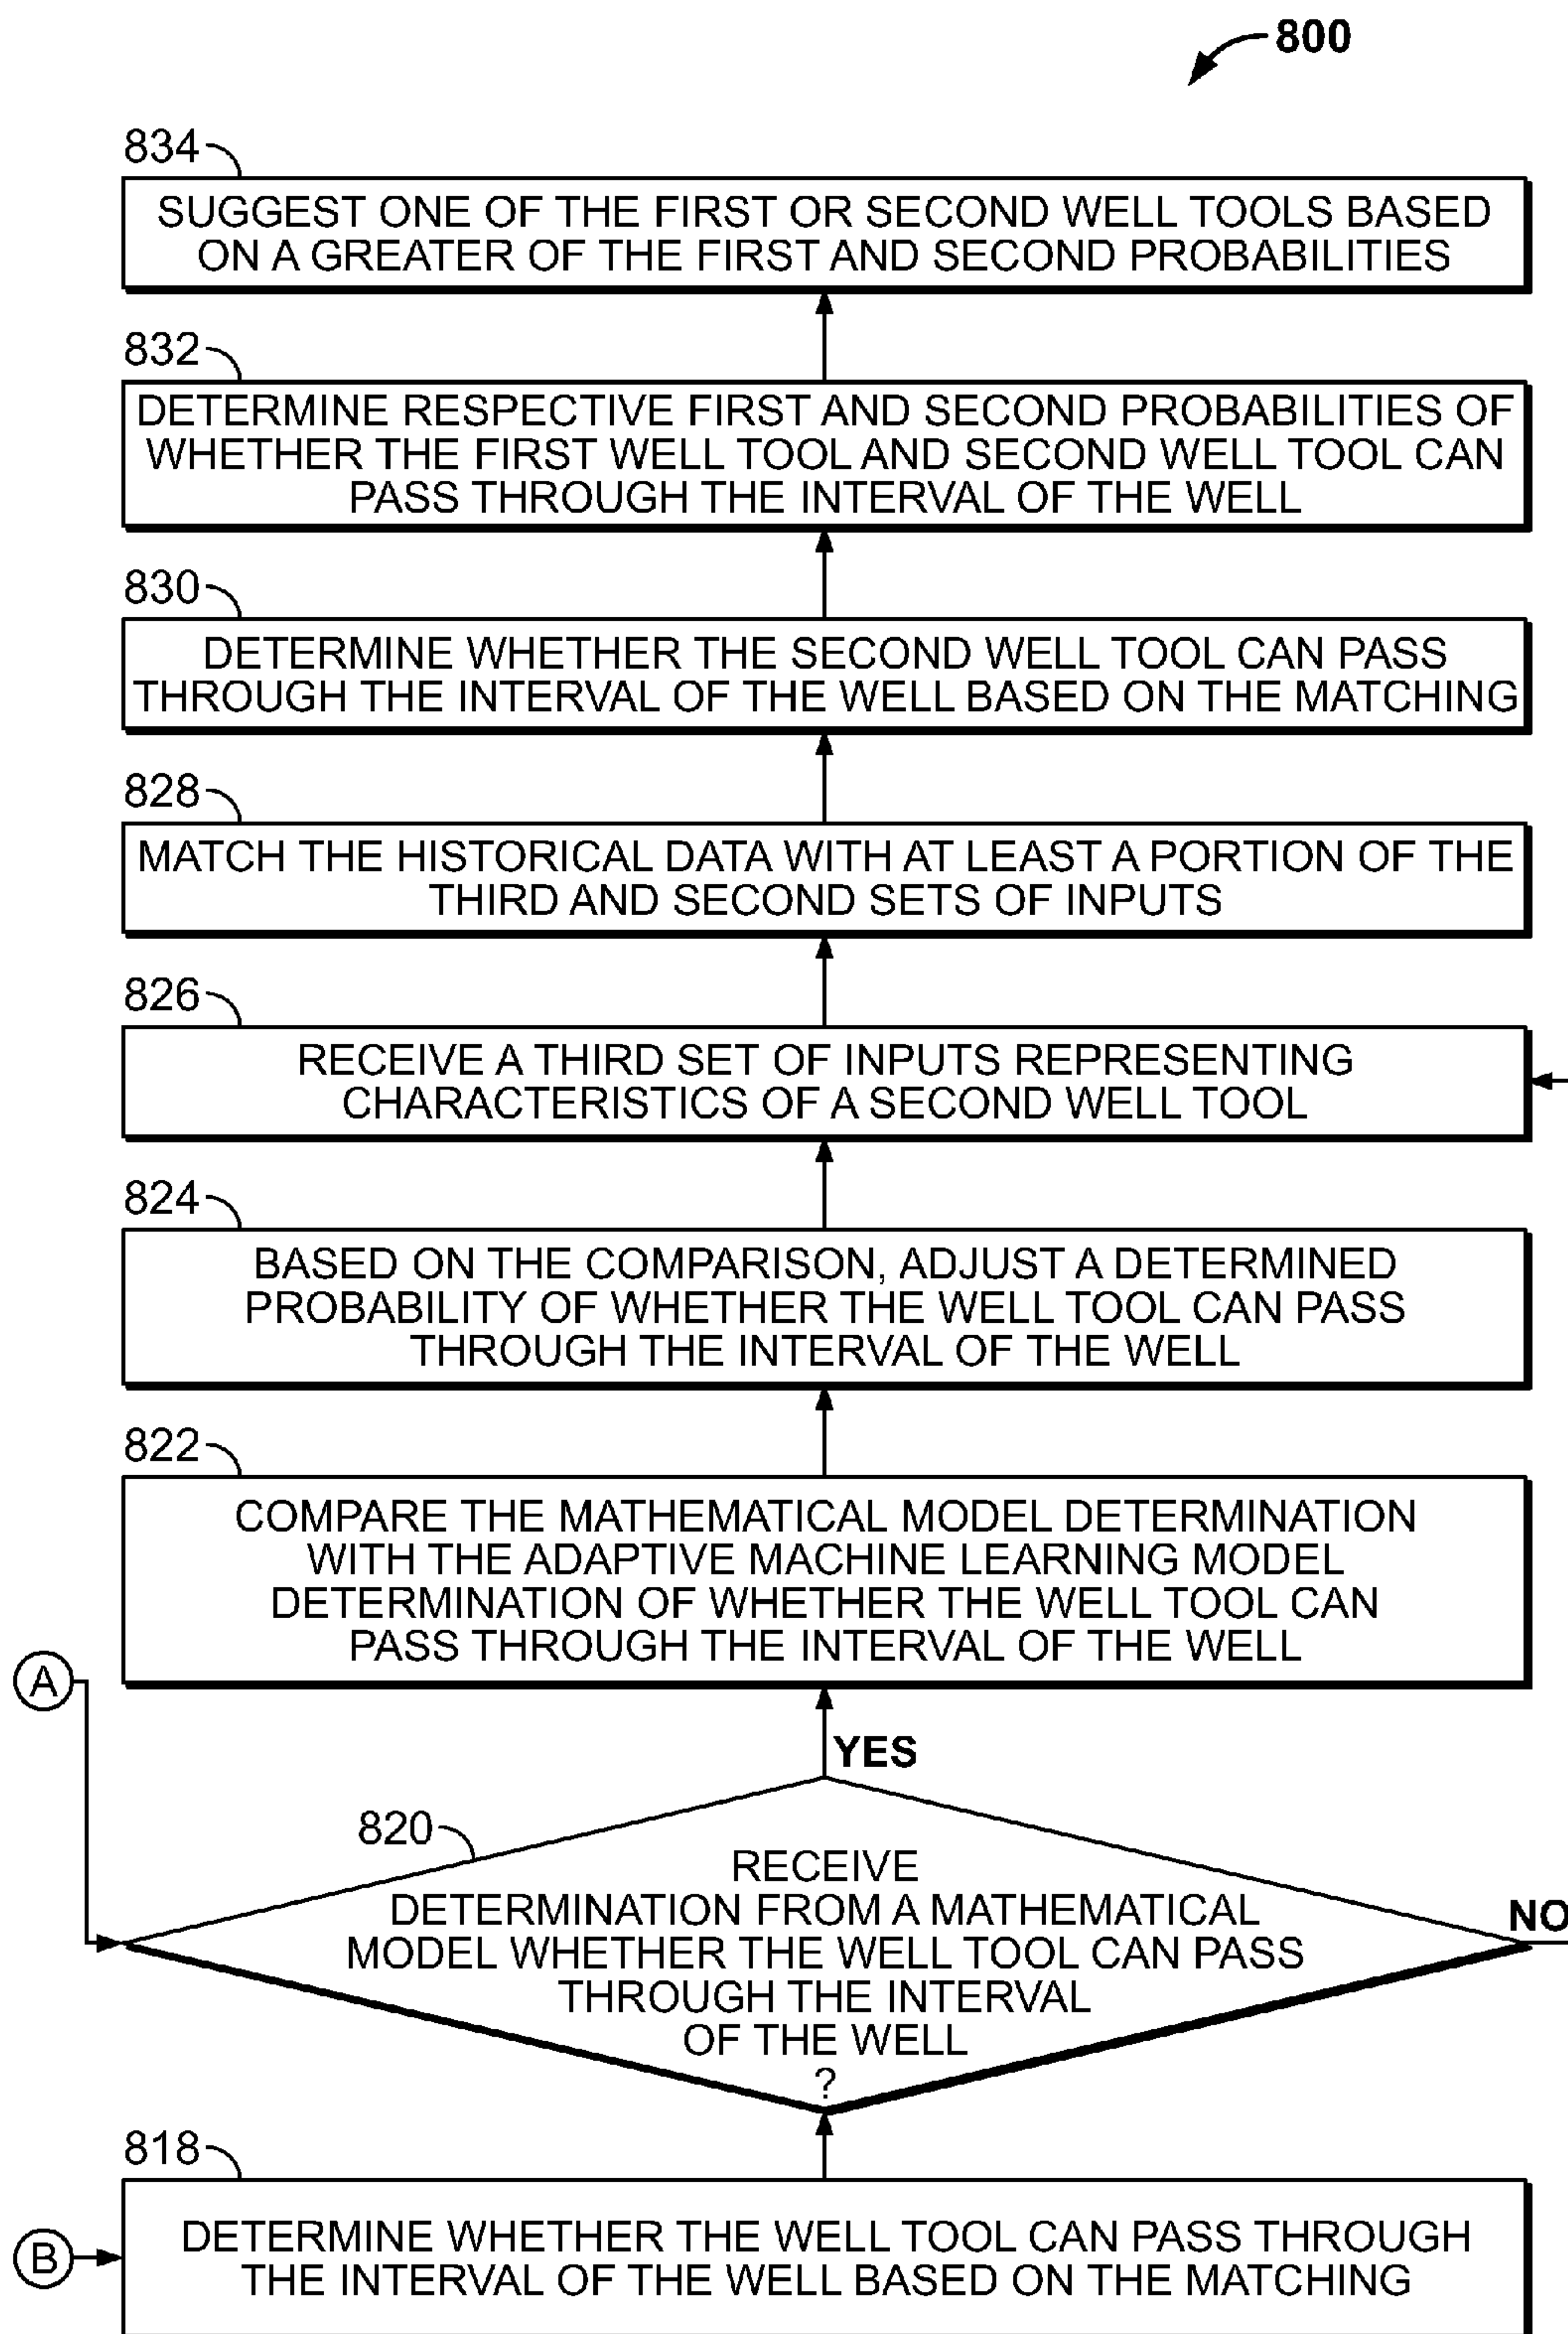 800
834
SUGGEST ONE OF THE FIRST OR SECOND WELL TOOLS BASED
ON A GREATER OF THE FIRST AND SECOND PROBABILITIES
832
DETERMINE RESPECTIVE FIRST AND SECOND PROBABILITIES OF
WHETHER THE FIRST WELL TOOL AND SECOND WELL TOOL CAN
PASS THROUGH THE INTERVAL OF THE WELL
830
DETERMINE WHETHER THE SECOND WELL TOOL CAN PASS
THROUGH THE INTERVAL OF THE WELL BASED ON THE MATCHING
828
MATCH THE HISTORICAL DATA WITH AT LEAST A PORTION OF THE
THIRD AND SECOND SETS OF INPUTS
826
RECEIVE A THIRD SET OF INPUTS REPRESENTING
CHARACTERISTICS OF A SECOND WELL TOOL
824
BASED ON THE COMPARISON, ADJUST A DETERMINED
PROBABILITY OF WHETHER THE WELL TOOL CAN PASS
THROUGH THE INTERVAL OF THE WELL
822
COMPARE THE MATHEMATICAL MODEL DETERMINATION
WITH THE ADAPTIVE MACHINE LEARNING MODEL
DETERMINATION OF WHETHER THE WELL TOOL CAN
PASS THROUGH THE INTERVAL OF THE WELL
A
YES
820
RECEIVE
DETERMINATION FROM A MATHEMATICAL
MODEL WHETHER THE WELL TOOL CAN PASS
THROUGH THE INTERVAL
OF THE WELL
?
NO
818
B
DETERMINE WHETHER THE WELL TOOL CAN PASS THROUGH
THE INTERVAL OF THE WELL BASED ON THE MATCHING